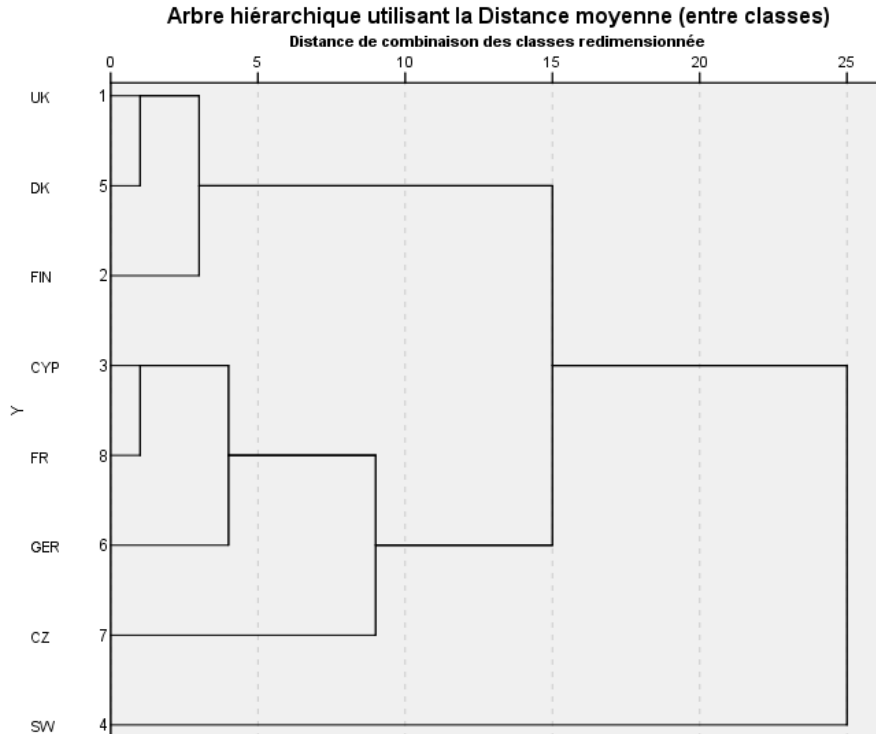 Arbre hiérarchique utilisant la Distance moyenne (entre classes)
Distance de combinaison des classes redimensionnée
0 5 10 15 20 25
UK 1
DK 5
FIN 2
CYP 3
Y
FR 8
GER 6
CZ 7
SW 4